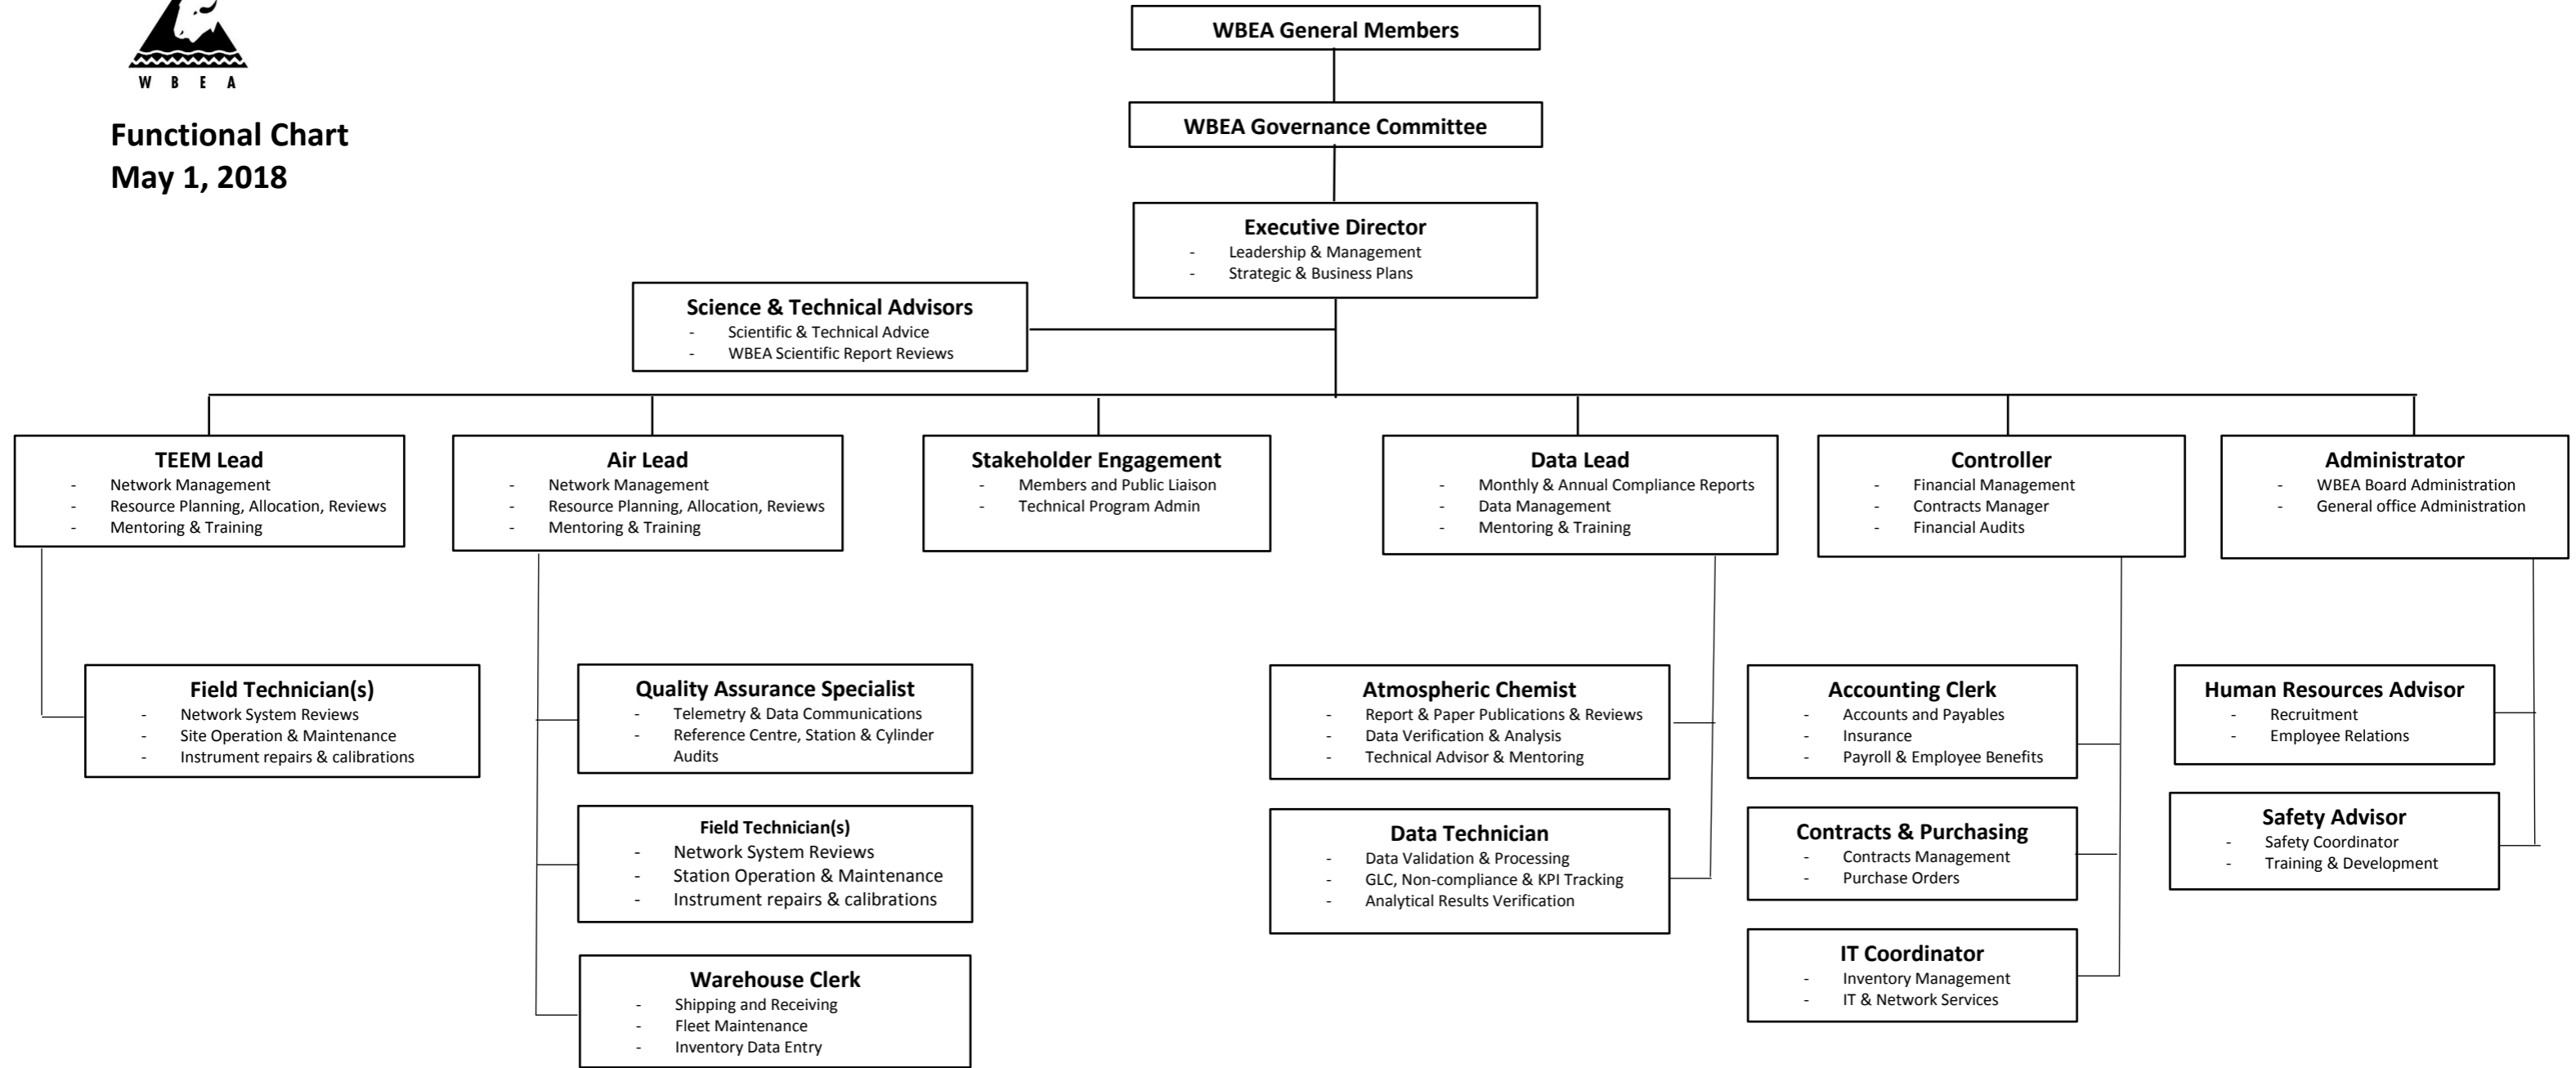 W B E A
Functional Chart
May 1, 2018
WBEA General Members
WBEA Governance Committee
Executive Director
- Leadership & Management
- Strategic & Business Plans
Science & Technical Advisors
- Scientific & Technical Advice
- WBEA Scientific Report Reviews
TEEM Lead
- Network Management
- Resource Planning, Allocation, Reviews
- Mentoring & Training
Air Lead
- Network Management
- Resource Planning, Allocation, Reviews
- Mentoring & Training
Stakeholder Engagement
- Members and Public Liaison
- Technical Program Admin
Data Lead
- Monthly & Annual Compliance Reports
- Data Management
- Mentoring & Training
Controller
- Financial Management
- Contracts Manager
- Financial Audits
Administrator
- WBEA Board Administration
- General office Administration
Field Technician(s)
- Network System Reviews
- Site Operation & Maintenance
- Instrument repairs & calibrations
Quality Assurance Specialist
- Telemetry & Data Communications
- Reference Centre, Station & Cylinder
Audits
Field Technician(s)
- Network System Reviews
- Station Operation & Maintenance
- Instrument repairs & calibrations
Warehouse Clerk
- Shipping and Receiving
- Fleet Maintenance
- Inventory Data Entry
Atmospheric Chemist
- Report & Paper Publications & Reviews
- Data Verification & Analysis
- Technical Advisor & Mentoring
Data Technician
- Data Validation & Processing
- GLC, Non-compliance & KPI Tracking
- Analytical Results Verification
Accounting Clerk
- Accounts and Payables
- Insurance
- Payroll & Employee Benefits
Contracts & Purchasing
- Contracts Management
- Purchase Orders
IT Coordinator
- Inventory Management
- IT & Network Services
Human Resources Advisor
- Recruitment
- Employee Relations
Safety Advisor
- Safety Coordinator
- Training & Development